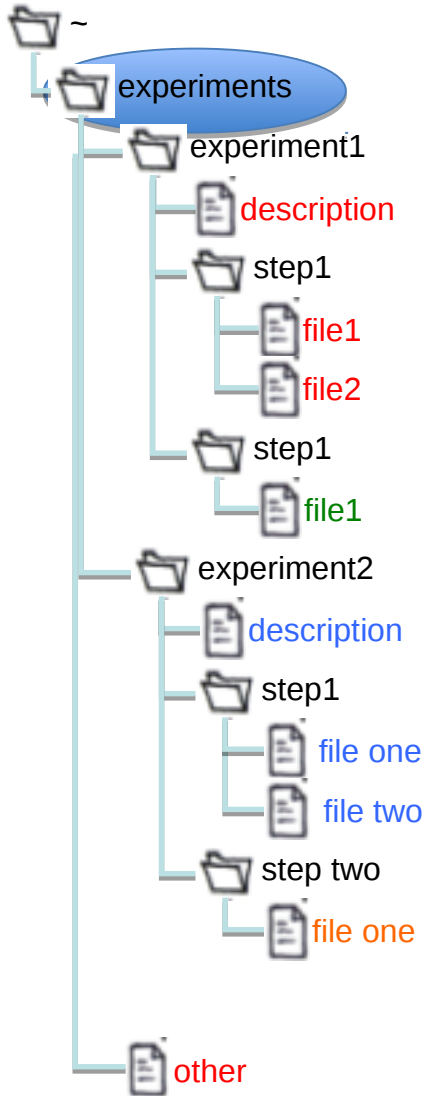 ~
experiments
experiment1
description
step1
file1
file2
step1
file1
experiment2
description
step1
file one
file two
step two
file one
other